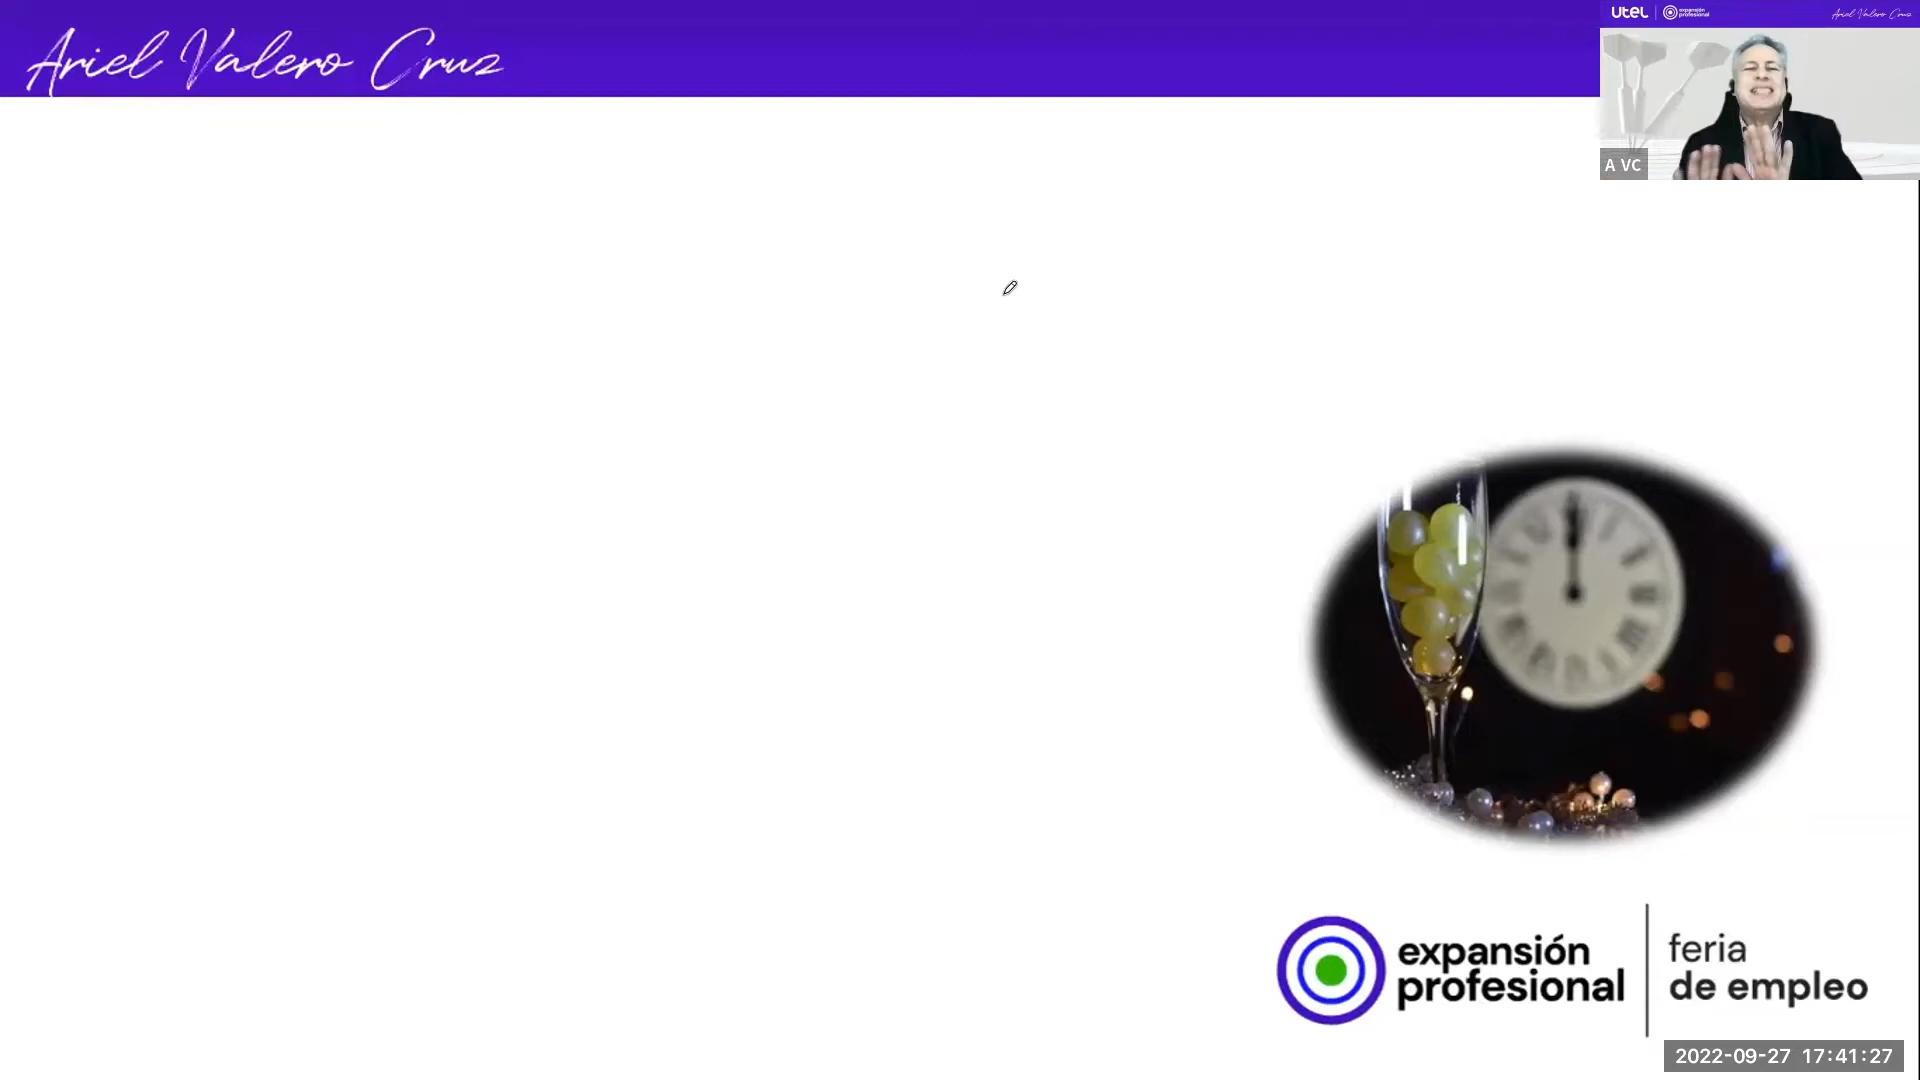 Ariel Valero Cruz
Utel
expansión
profesional
Ariel Valero Cruz
A VC
expansión
profesional
feria
de empleo
2022-09-27 17:41:27